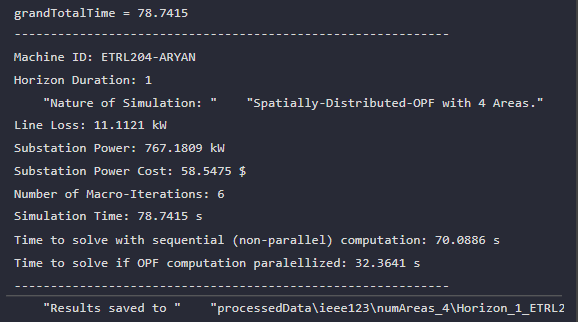 grandTotalTime = 78.7415
------------------------------------------------------------
Machine ID: ETRL204-ARYAN
Horizon Duration: 1
"Nature of Simulation: "    "Spatially-Distributed-OPF with 4 Areas."
Line Loss: 11.1121 kW
Substation Power: 767.1809 kW
Substation Power Cost: 58.5475 $
Number of Macro-Iterations: 6
Simulation Time: 78.7415 s
Time to solve with sequential (non-parallel) computation: 70.0886 s
Time to solve if OPF computation paralellized: 32.3641 s
------------------------------------------------------------
"Results saved to "    "processedData\ieee123\numAreas_4\Horizon_1_ETRL2